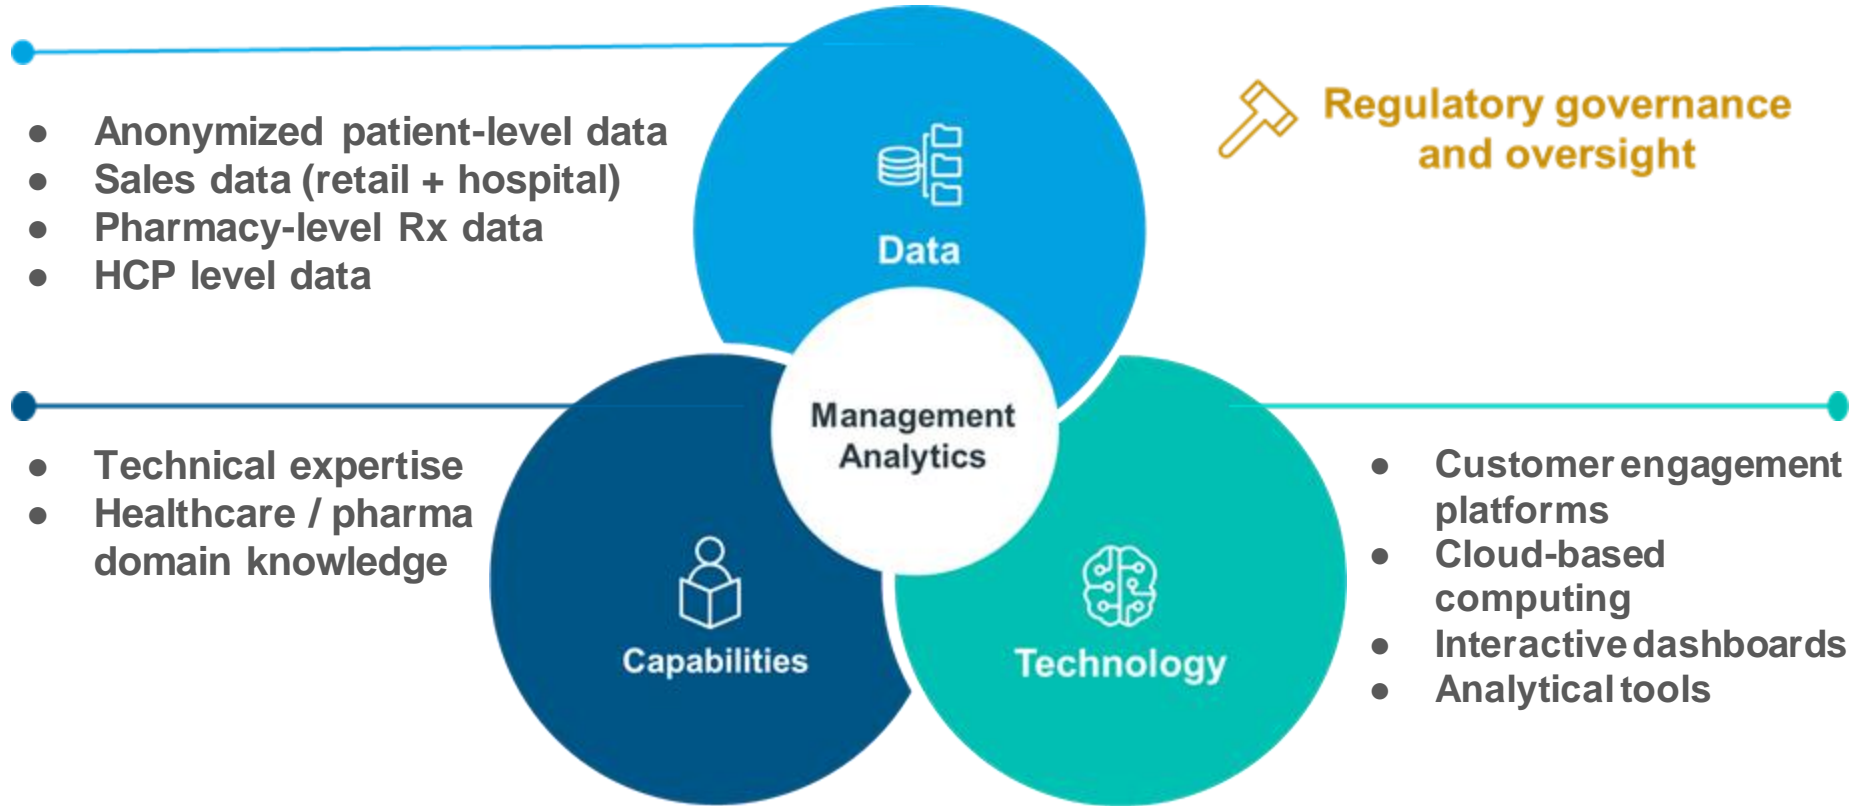 Regulatory governance
and oversight
● Anonymized patient-level data
● Sales data (retail + hospital)
● Pharmacy-level Rx data
● HCP level data
Data
Management
Analytics
● Technical expertise
● Healthcare / pharma
domain knowledge
Capabilities
Technology
● Customer engagement
platforms
● Cloud-based
computing
● Interactive dashboards
● Analytical tools